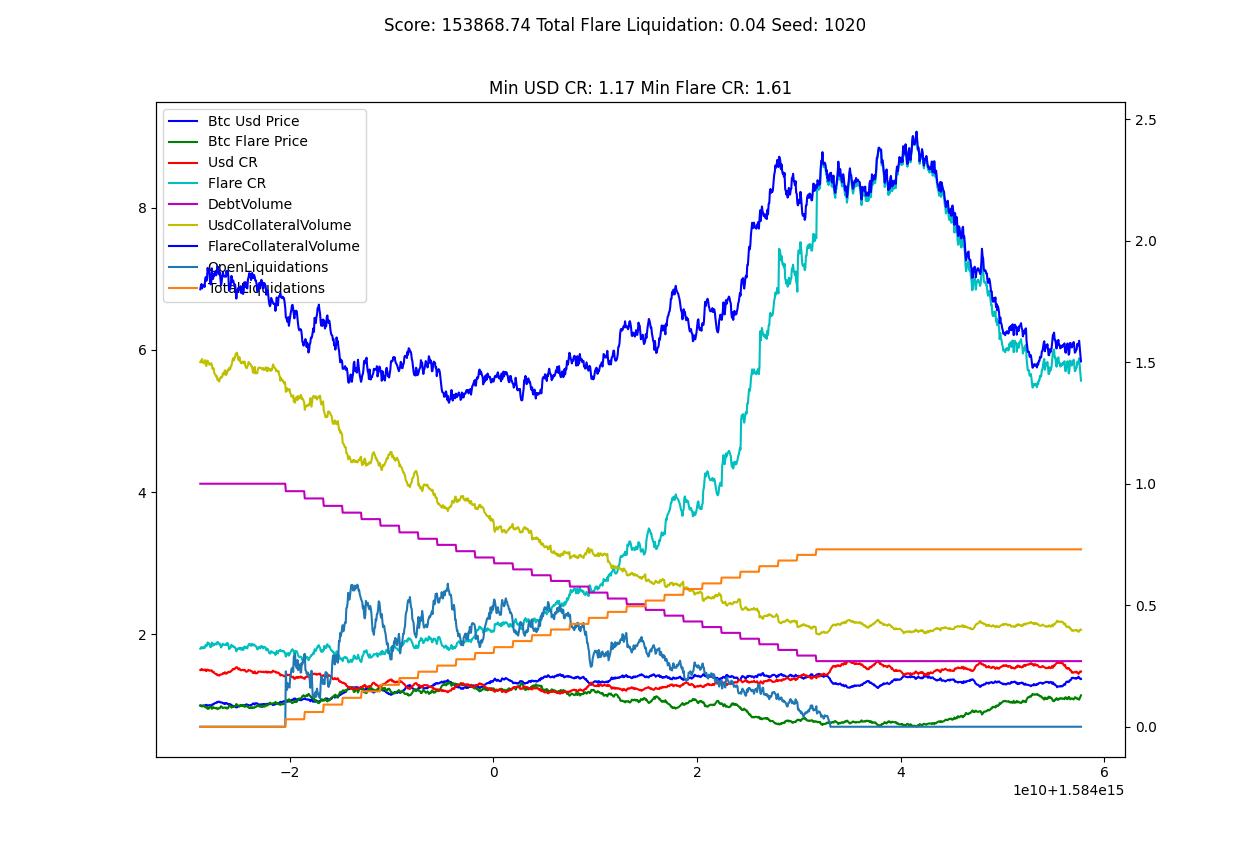 Score: 153868.74 Total Flare Liquidation: 0.04 Seed: 1020
Min USD CR: 1.17 Min Flare CR: 1.61
Btc Usd Price
Btc Flare Price
Usd CR
Flare CR
DebtVolume
UsdCollateralVolume
FlareCollateralVolume
OpenLiquidations
TotalLiquidations
8
6
4
2
2.5
2.0
1.5
1.0
0.5
0.0
−2 0 2 4 6
1e10+1.584e15